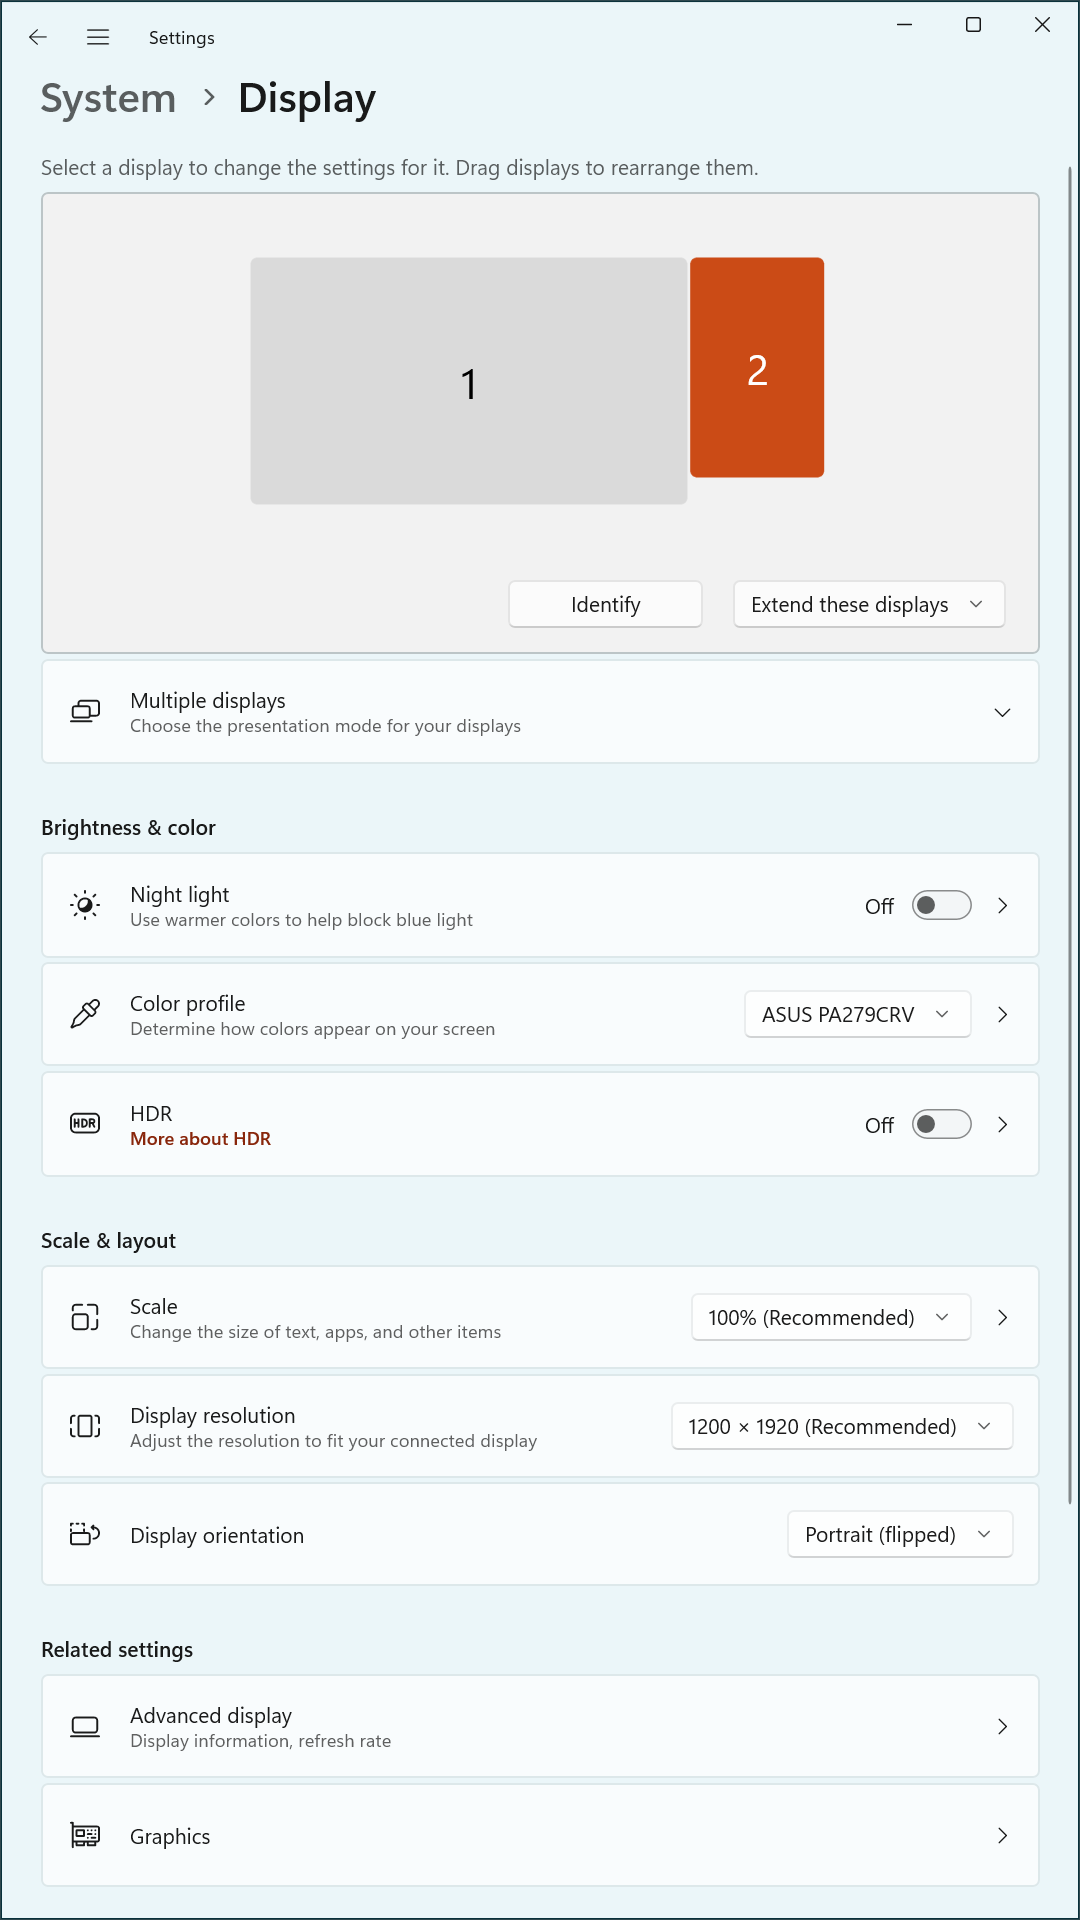 Settings
System > Display
Select a display to change the settings for it. Drag displays to rearrange them.
1
2
Identify
Extend these displays
Multiple displays
Choose the presentation mode for your displays
Brightness & color
Night light
Use warmer colors to help block blue light
Off
Color profile
Determine how colors appear on your screen
ASUS PA279CRV
HDR
HDR
More about HDR
Off
Scale & layout
Scale
Change the size of text, apps, and other items
100% (Recommended)
Display resolution
Adjust the resolution to fit your connected display
1200 × 1920 (Recommended)
Display orientation
Portrait (flipped)
Related settings
Advanced display
Display information, refresh rate
Graphics